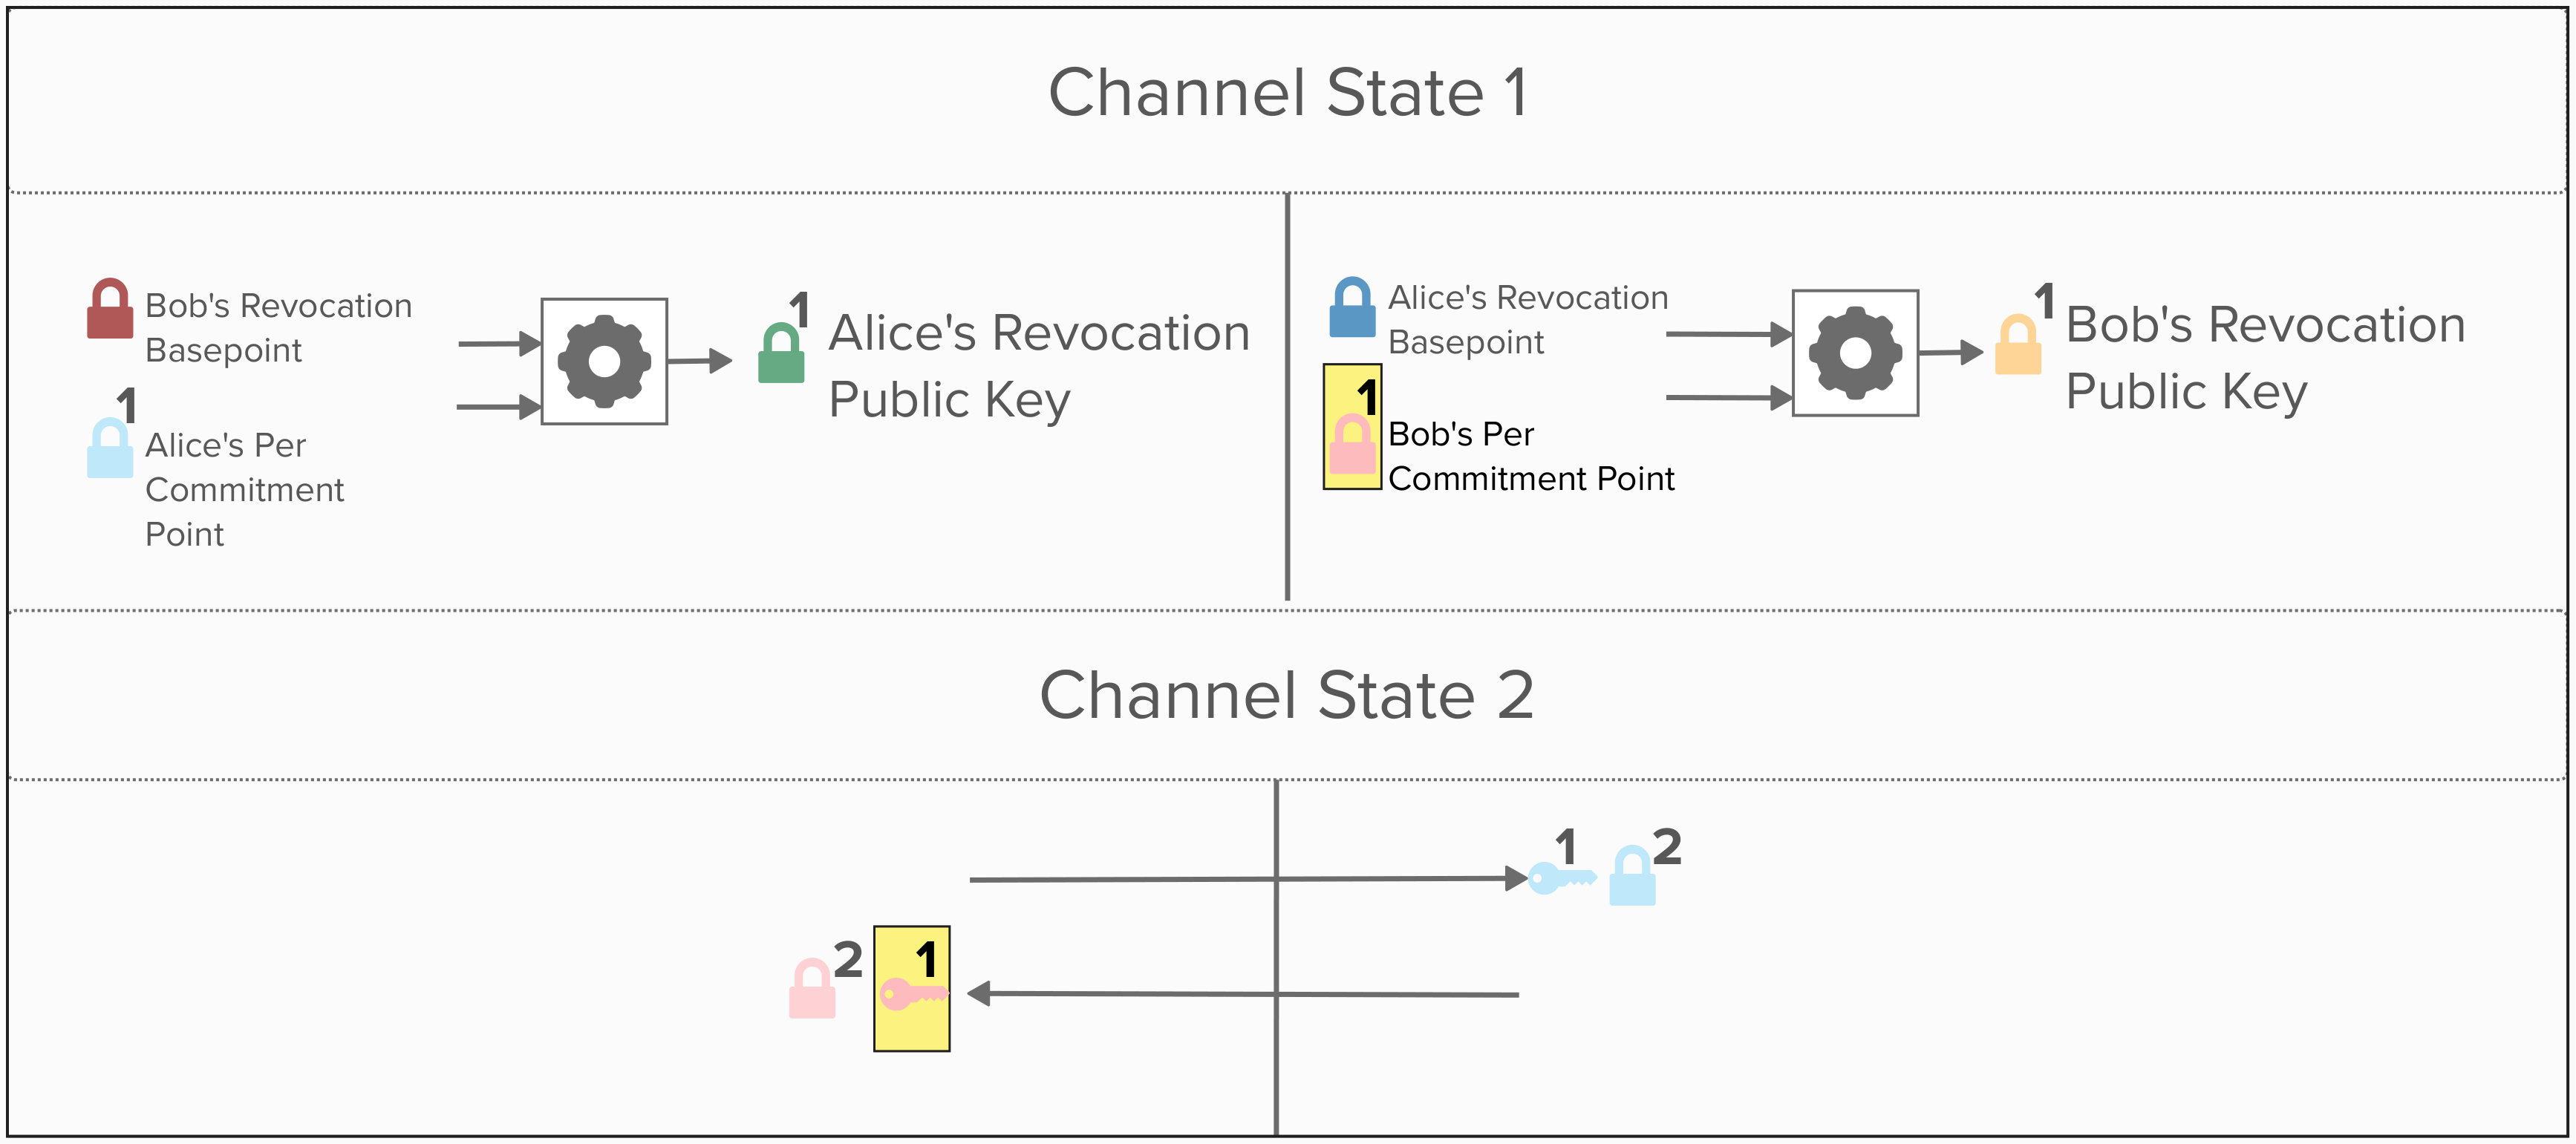 Channel State 1
Bob's Revocation
Basepoint
1
Alice's Per
Commitment
Point
1
Alice's Revocation
Public Key
Alice's Revocation
Basepoint
1
Bob's Per
Commitment Point
1
Bob's Revocation
Public Key
Channel State 2
1
2
2
1